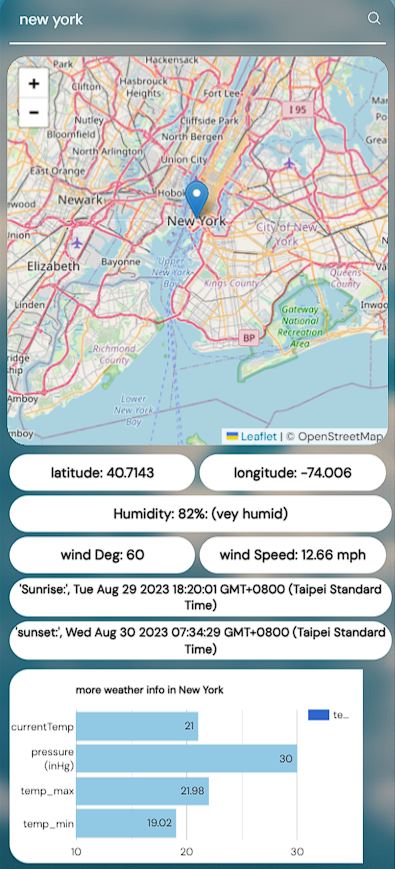 new york
Park
Hackensack
Clifton
Hasbrouck
Heights
Fort Lee
+
−
I 95
Nutley
Cliffside Park
Bloomfield
North Bergen
North Arlington
Union City
East Orange
Hobok
Newark
New York
City of New
York
Elizabeth
Bayonne
Upper
New York
Bay
Kings County
Queens
County
Linden
Inwoo
Gateway
National
Recreation
Area
BP
Richmond
County
Amboy
Lower
New York
Bay
mboy
Leaflet | © OpenStreetMap
latitude: 40.7143
longitude: -74.006
Humidity: 82%: (vey humid)
wind Deg: 60
wind Speed: 12.66 mph
'Sunrise:', Tue Aug 29 2023 18:20:01 GMT+0800 (Taipei Standard
Time)
'sunset:', Wed Aug 30 2023 07:34:29 GMT+0800 (Taipei Standard
Time)
more weather info in New York
te...
currentTemp
21
pressure
(inHg)
30
temp_max
21.98
temp_min
19.02
10
20
30